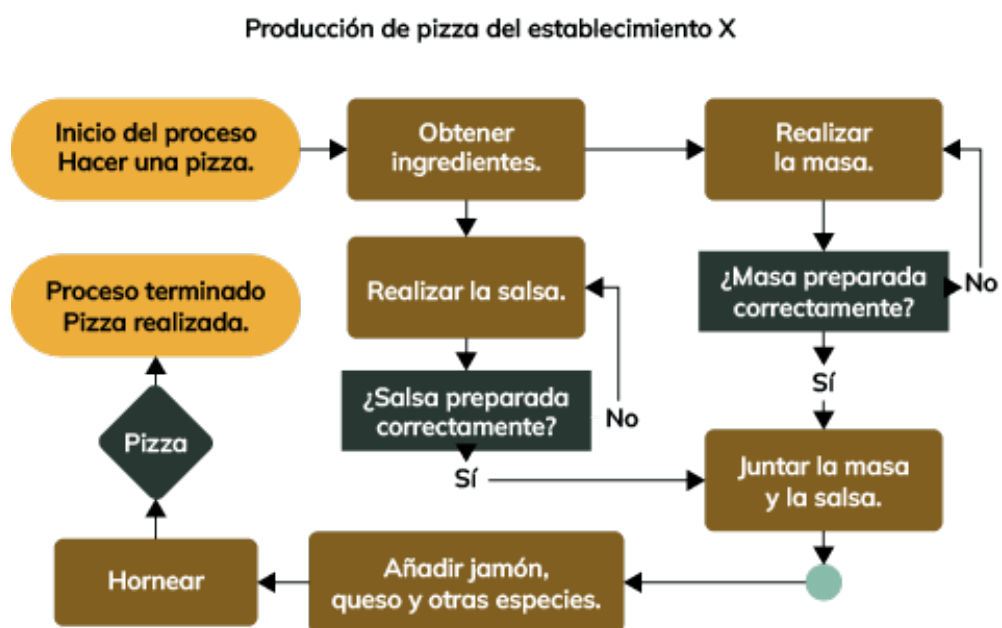 Producción de pizza del establecimiento X
Inicio del proceso
Hacer una pizza.
Obtener
ingredientes.
Realizar
la masa.
Proceso terminado
Pizza realizada.
Realizar la salsa.
¿Masa preparada
correctamente?
No
Sí
¿Salsa preparada
correctamente?
No
Sí
Pizza
Juntar la masa
y la salsa.
Hornear
Añadir jamón,
queso y otras especies.